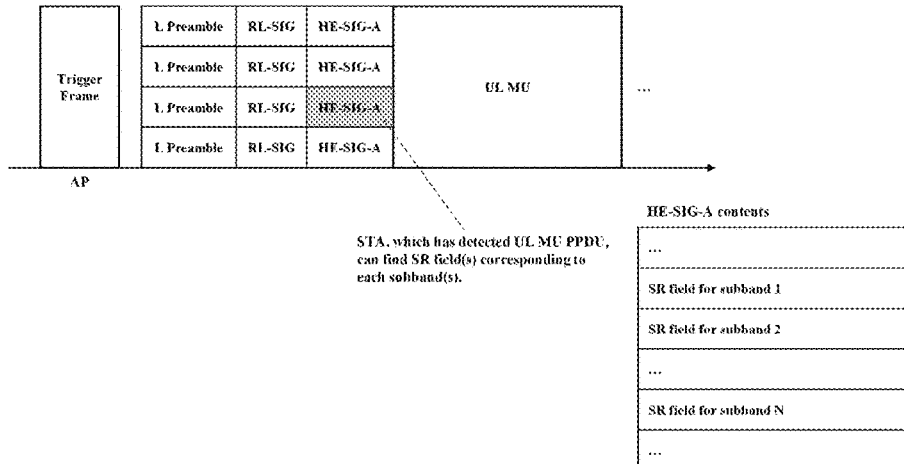 Trigger Frame
L Preamble RL-SIG HE-SIG-A
L Preamble RL-SIG HE-SIG-A
L Preamble RL-SIG HE-SIG-A
L Preamble RL-SIG HE-SIG-A
UL MU
...
AP
STA, which has detected UL MU PPDU,
can find SR field(s) corresponding to
each subband(s).
HE-SIG-A contents
...
SR field for subband 1
SR field for subband 2
...
SR field for subband N
...